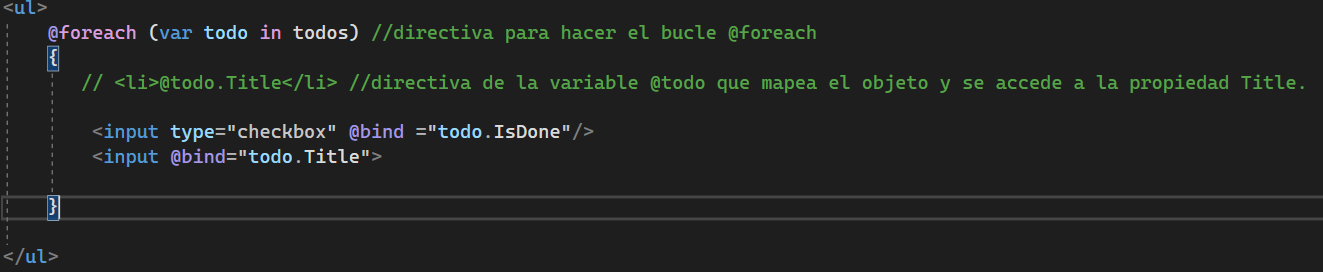 <ul>
@foreach (var todo in todos) //directiva para hacer el bucle @foreach
{
// <li>@todo.Title</li> //directiva de la variable @todo que mapea el objeto y se accede a la propiedad Title.
<input type="checkbox" @bind ="todo.IsDone"/>
<input @bind="todo.Title">
}
</ul>